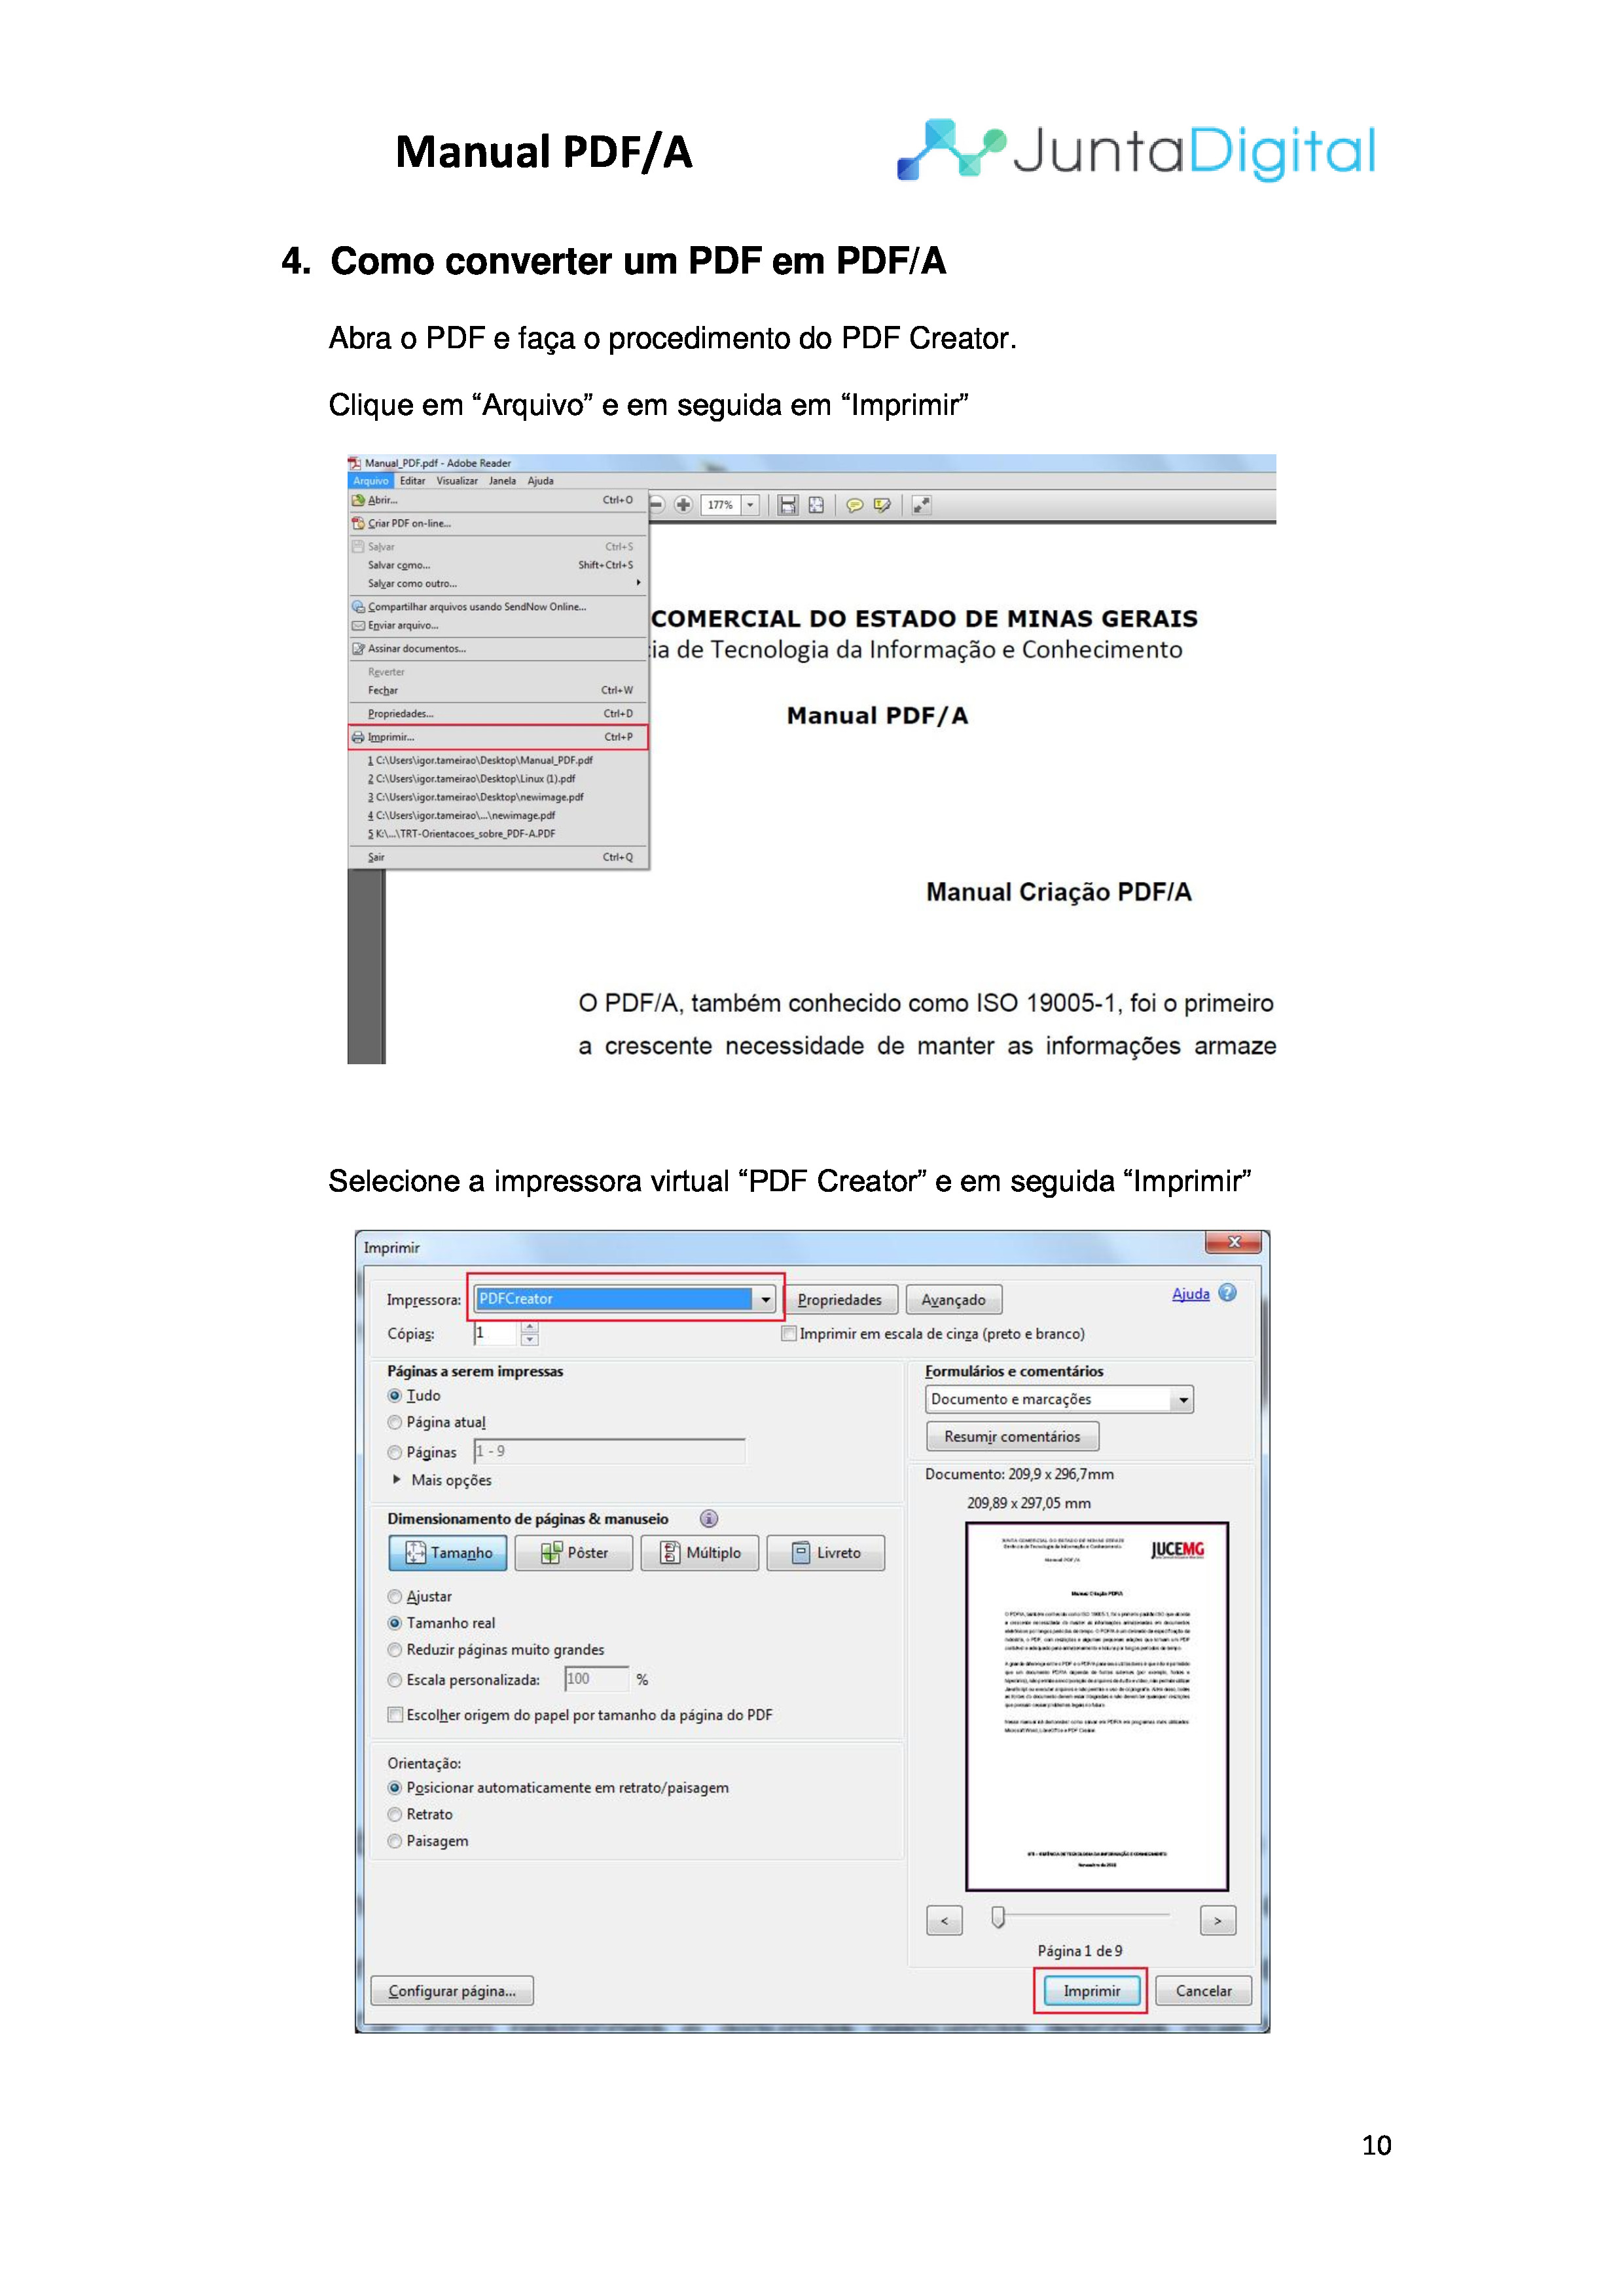 Manual PDF/A
JuntaDigital
4. Como converter um PDF em PDF/A
Abra o PDF e faça o procedimento do PDF Creator.
Clique em “Arquivo” e em seguida em “Imprimir”
Manual_PDF.pdf - Adobe Reader
Arquivo Editar Visualizar Janela Ajuda
Abrir... Ctrl+O
177%
Criar PDF on-line...
Salvar Ctrl+S
Salvar como... Shift+Ctrl+S
Salvar como outro...
Compartilhar arquivos usando SendNow Online...
Enviar arquivo...
Assinar documentos...
Reverter
Fechar Ctrl+W
Propriedades... Ctrl+D
Imprimir... Ctrl+P
1 C:\Users\igor.tameirao\Desktop\Manual_PDF.pdf
2 C:\Users\igor.tameirao\Desktop\Linux (1).pdf
3 C:\Users\igor.tameirao\Desktop\newimage.pdf
4 C:\Users\igor.tameirao\...\newimage.pdf
5 K:\...\TRT-Orientacoes_sobre_PDF-A.PDF
Sair Ctrl+Q
COMERCIAL DO ESTADO DE MINAS GERAIS
ia de Tecnologia da Informação e Conhecimento
Manual PDF/A
Manual Criação PDF/A
O PDF/A, também conhecido como ISO 19005-1, foi o primeiro
a crescente necessidade de manter as informações armaze
Selecione a impressora virtual “PDF Creator” e em seguida “Imprimir”
Imprimir
Impressora: PDFCreator Propriedades Avançado Ajuda
Cópias: 1 Imprimir em escala de cinza (preto e branco)
Páginas a serem impressas
Tudo
Página atual
Páginas 1 - 9
Mais opções
Formulários e comentários
Documento e marcações
Resumir comentários
Documento: 209,9 x 296,7mm
209,89 x 297,05 mm
Dimensionamento de páginas & manuseio
Tamanho Pôster Múltiplo Livreto
Ajustar
Tamanho real
Reduzir páginas muito grandes
Escala personalizada: 100 %
Escolher origem do papel por tamanho da página do PDF
Orientação:
Posicionar automaticamente em retrato/paisagem
Retrato
Paisagem
JUCEMG
Manual PDF/A
Manual Criação PDF/A
< >
Página 1 de 9
Configurar página... Imprimir Cancelar
10